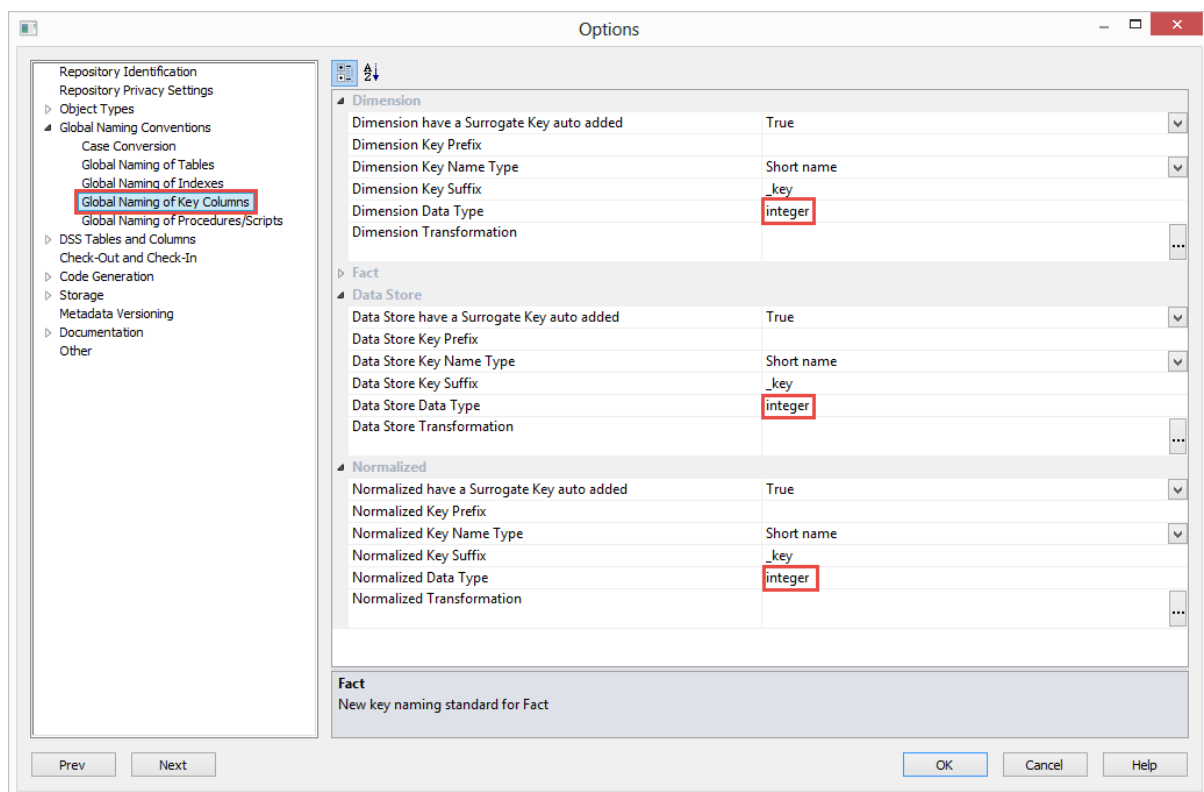 Options
Repository Identification
Repository Privacy Settings
Object Types
Global Naming Conventions
Case Conversion
Global Naming of Tables
Global Naming of Indexes
Global Naming of Key Columns
Global Naming of Procedures/Scripts
DSS Tables and Columns
Check-Out and Check-In
Code Generation
Storage
Metadata Versioning
Documentation
Other
Dimension
Dimension have a Surrogate Key auto added True
Dimension Key Prefix
Dimension Key Name Type Short name
Dimension Key Suffix _key
Dimension Data Type integer
Dimension Transformation ...
Fact
Data Store
Data Store have a Surrogate Key auto added True
Data Store Key Prefix
Data Store Key Name Type Short name
Data Store Key Suffix _key
Data Store Data Type integer
Data Store Transformation ...
Normalized
Normalized have a Surrogate Key auto added True
Normalized Key Prefix
Normalized Key Name Type Short name
Normalized Key Suffix _key
Normalized Data Type integer
Normalized Transformation ...
Fact
New key naming standard for Fact
Prev Next OK Cancel Help